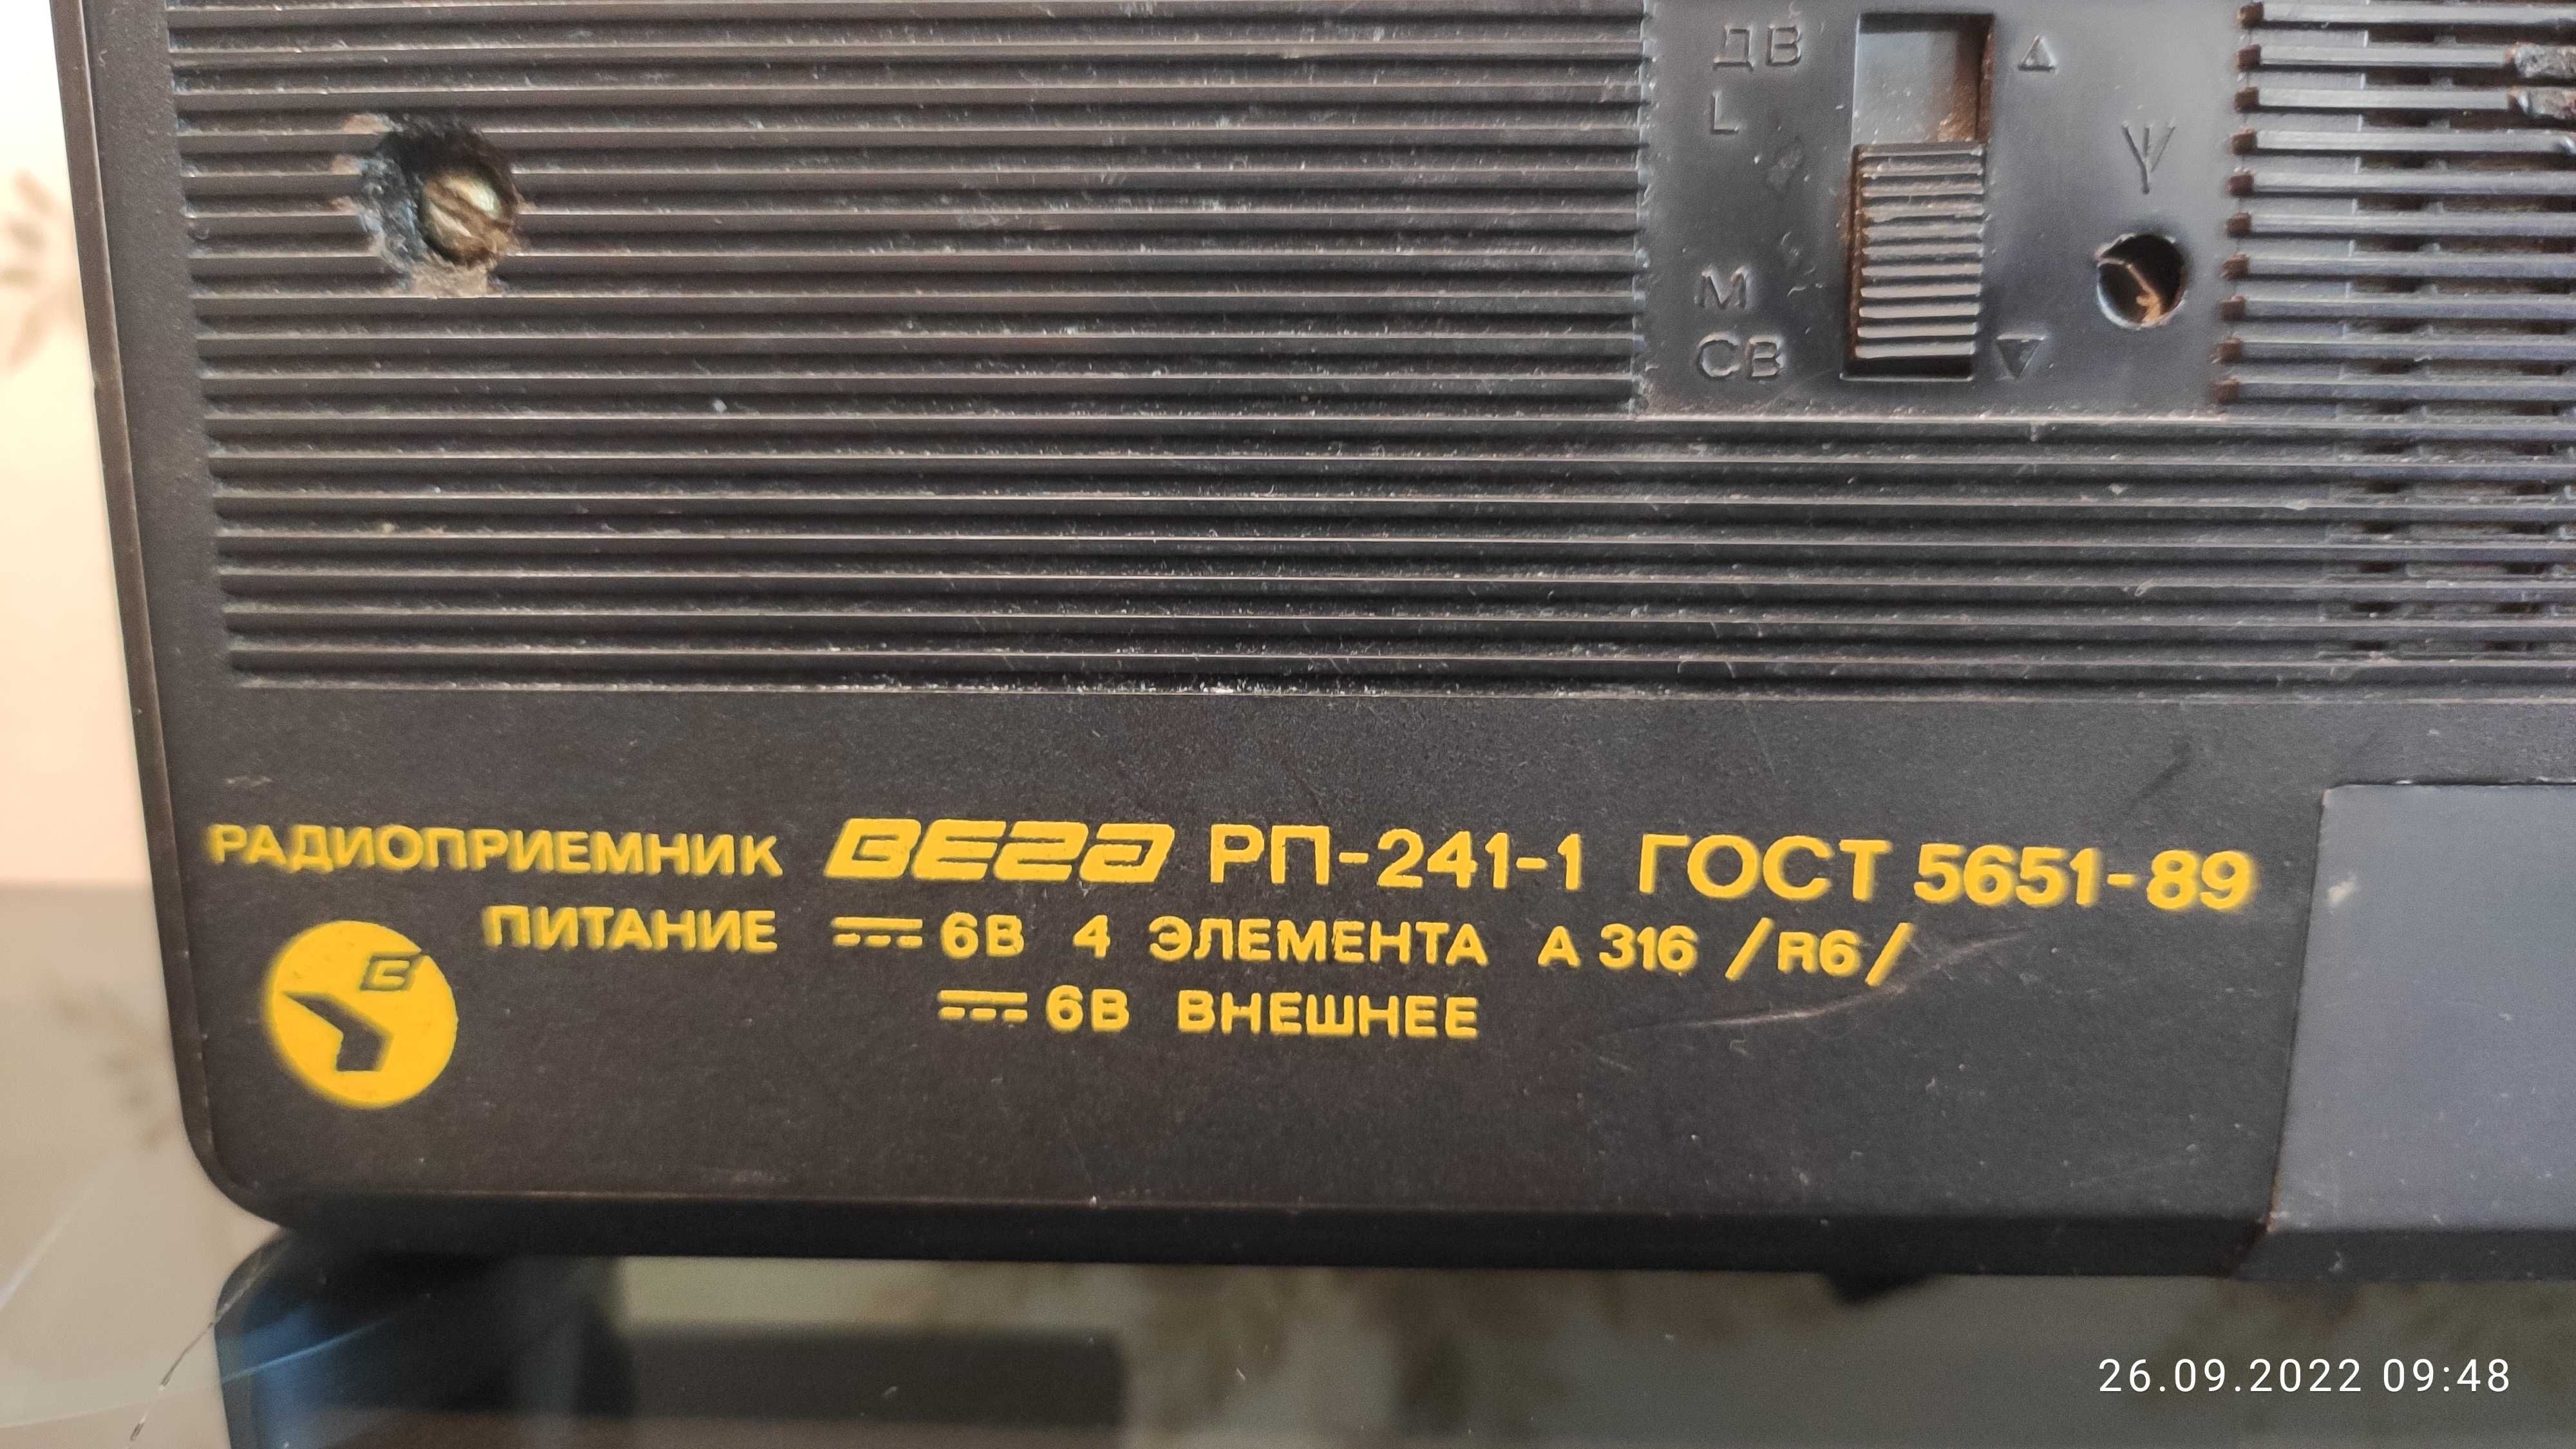 ДВ
L
М
СВ
РАДИОПРИЕМНИК ВЕГА РП-241-1 ГОСТ 5651-89
ПИТАНИЕ 6В 4 ЭЛЕМЕНТА А 316 /R6/
6В ВНЕШНЕЕ
26.09.2022 09:48